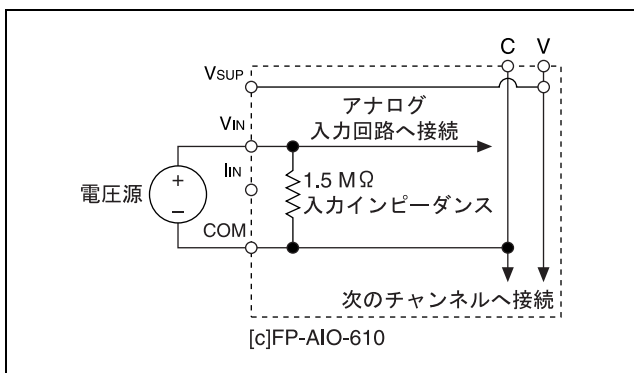 C V
VSUP
アナログ
入力回路へ接続
VIN
IIN
1.5 MΩ
入力インピーダンス
電圧源
+
−
COM
次のチャンネルへ接続
[c]FP-AIO-610